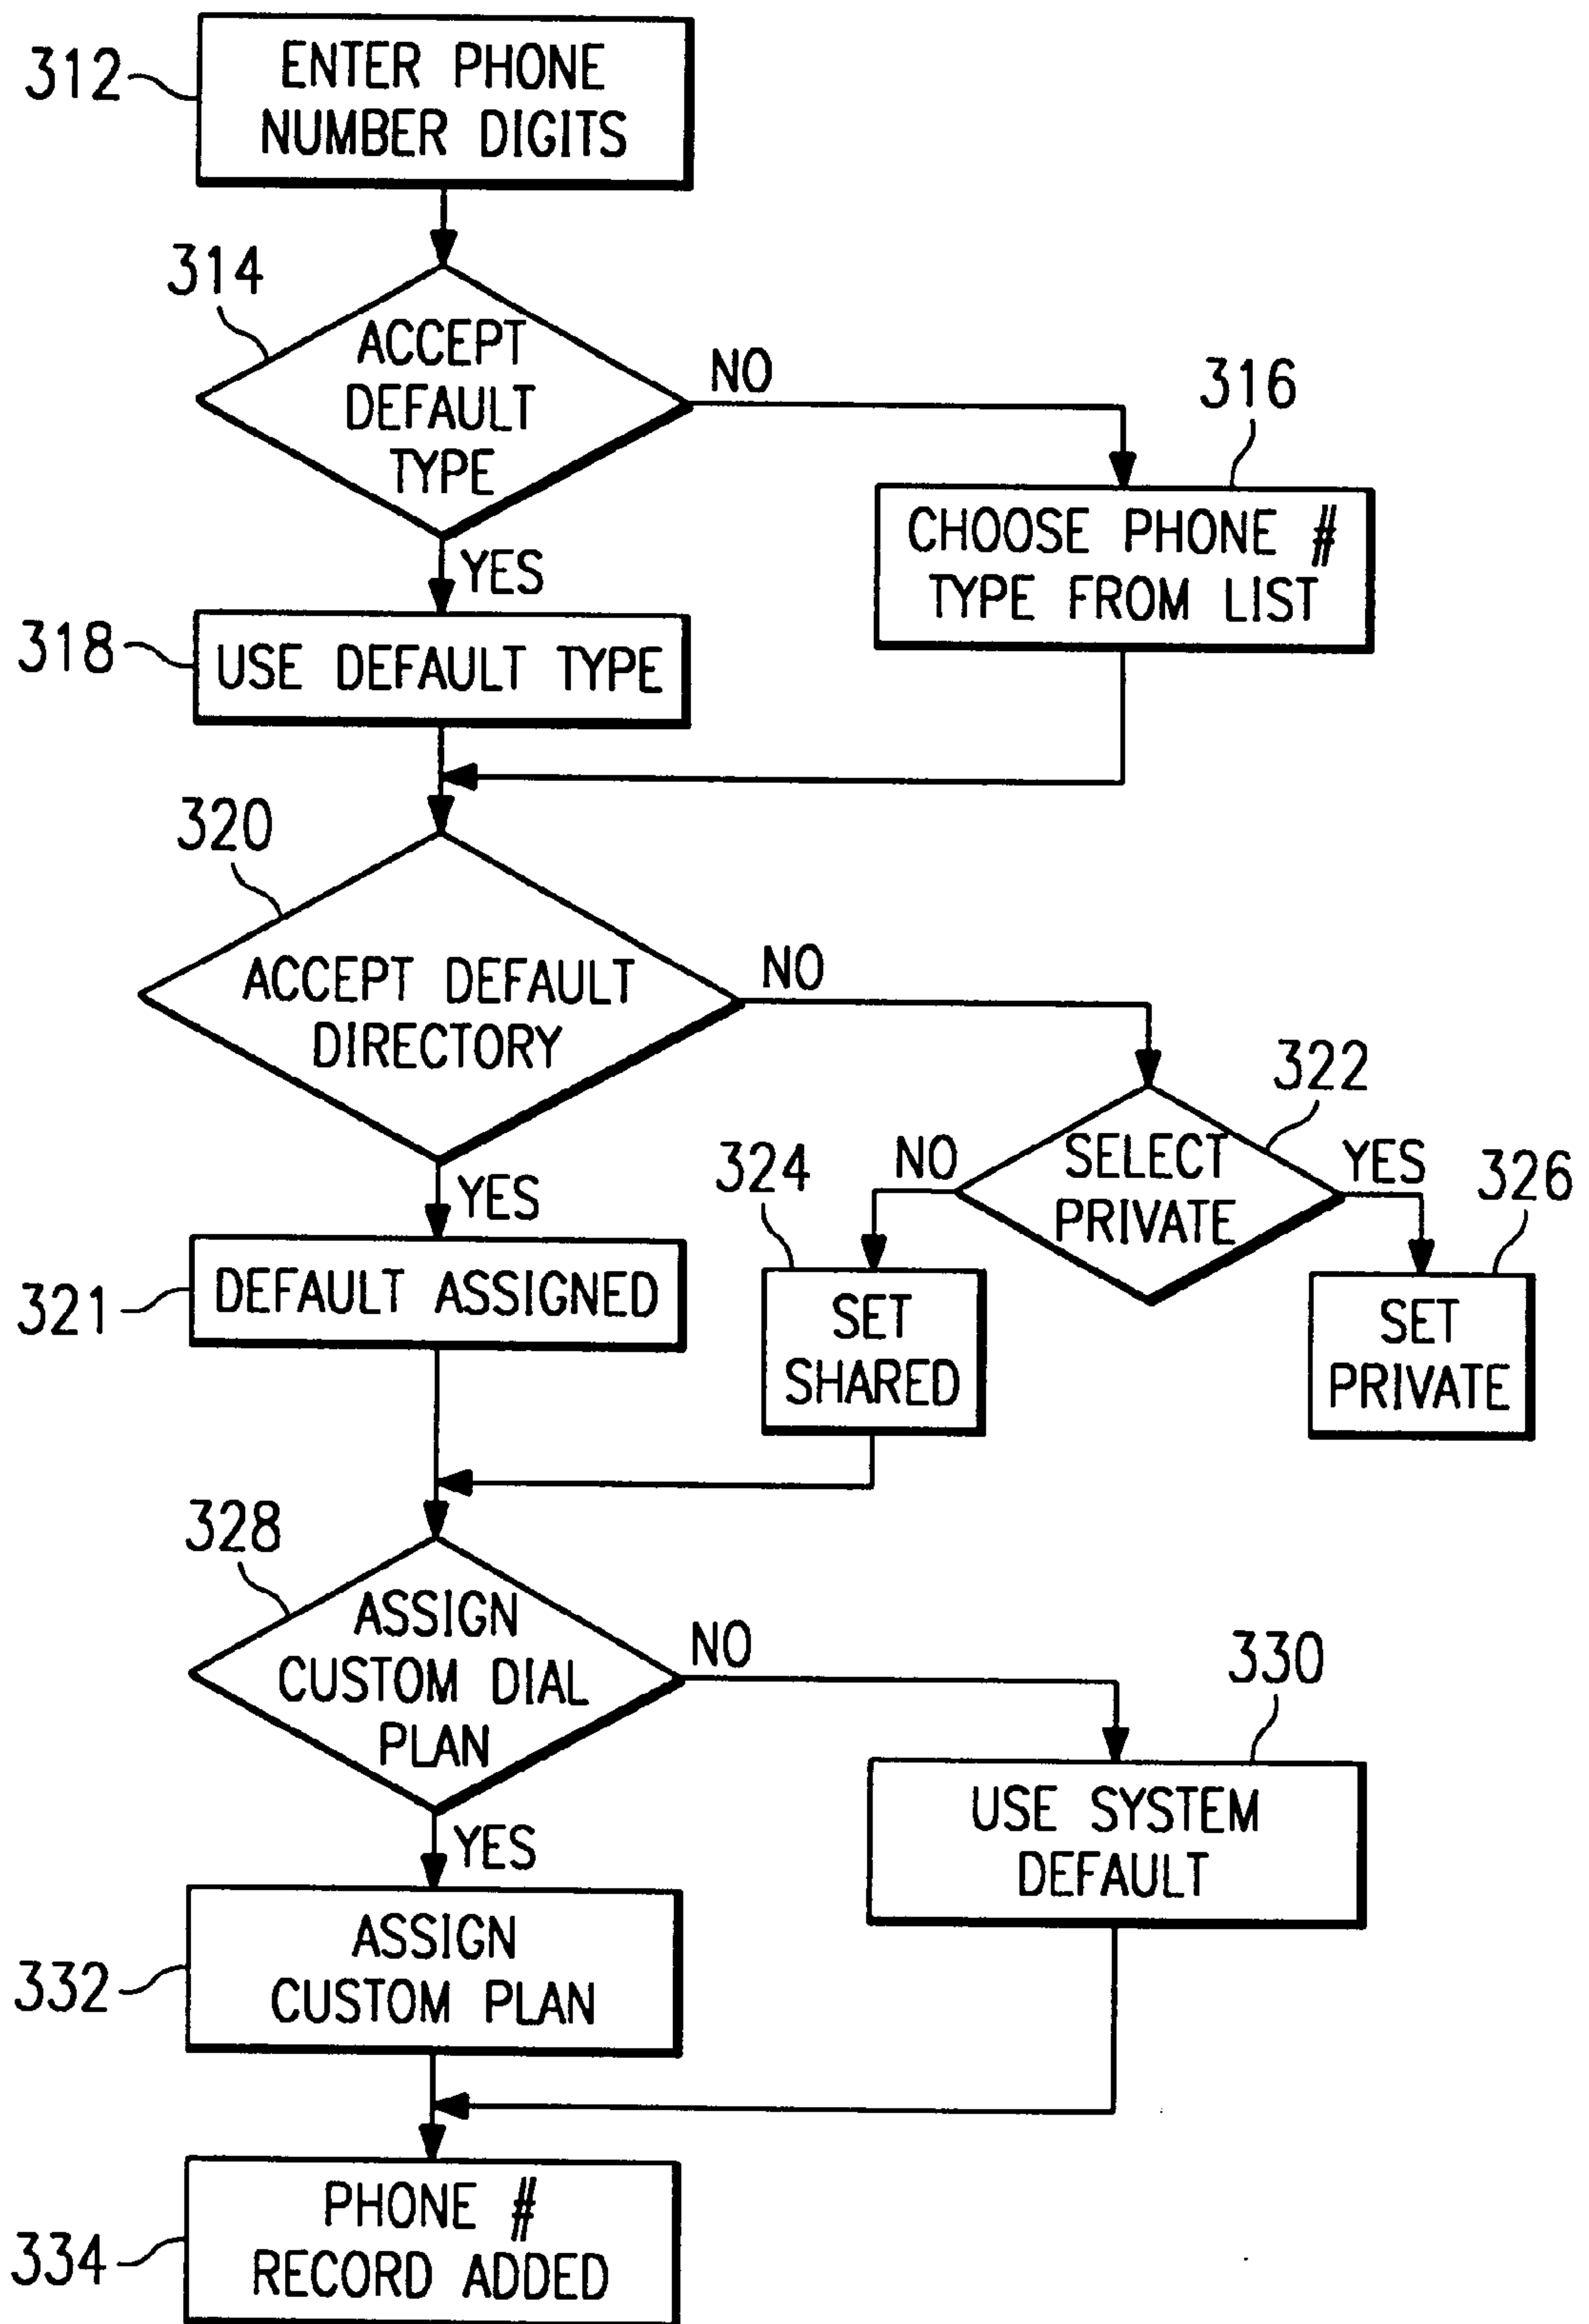 312
ENTER PHONE
NUMBER DIGITS
314
ACCEPT
DEFAULT
TYPE
NO
316
CHOOSE PHONE #
TYPE FROM LIST
YES
318
USE DEFAULT TYPE
320
ACCEPT DEFAULT
DIRECTORY
NO
322
SELECT
PRIVATE
NO
324
YES
326
YES
321
DEFAULT ASSIGNED
SET
SHARED
SET
PRIVATE
328
ASSIGN
CUSTOM DIAL
PLAN
NO
330
USE SYSTEM
DEFAULT
YES
332
ASSIGN
CUSTOM PLAN
334
PHONE #
RECORD ADDED